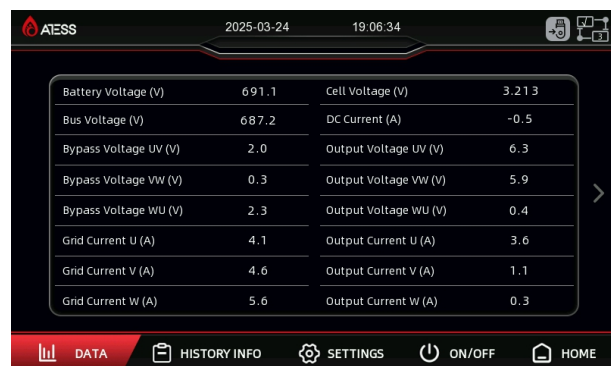 ATESS 2025-03-24 19:06:34
3
Battery Voltage (V) 691.1 Cell Voltage (V) 3.213
Bus Voltage (V) 687.2 DC Current (A) -0.5
Bypass Voltage UV (V) 2.0 Output Voltage UV (V) 6.3
Bypass Voltage VW (V) 0.3 Output Voltage VW (V) 5.9
Bypass Voltage WU (V) 2.3 Output Voltage WU (V) 0.4
Grid Current U (A) 4.1 Output Current U (A) 3.6
Grid Current V (A) 4.6 Output Current V (A) 1.1
Grid Current W (A) 5.6 Output Current W (A) 0.3
DATA HISTORY INFO SETTINGS ON/OFF HOME